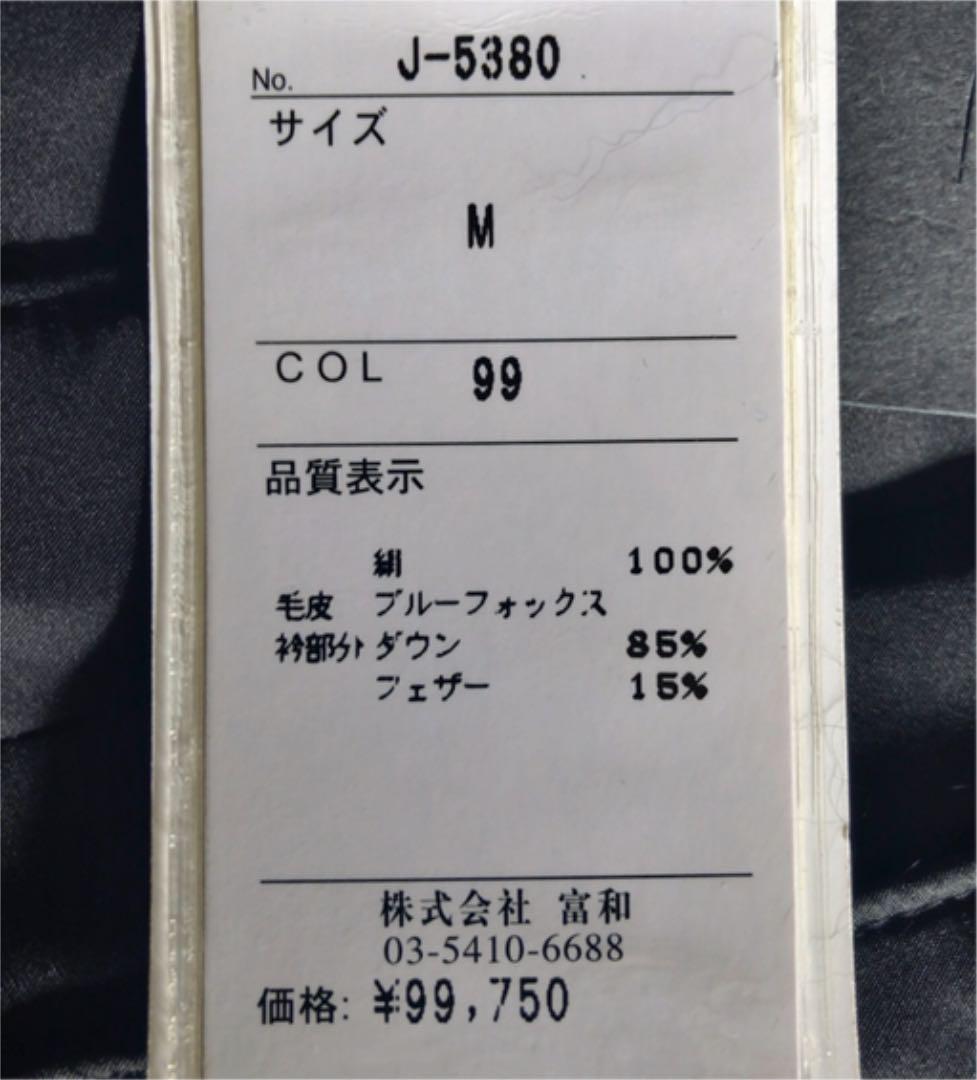 No. J-5380
サイズ
M
COL 99
品質表示
絹 100%
毛皮 ブルーフォックス
衿部分 ダウン 85%
フェザー 15%
株式会社 富和
03-5410-6688
価格: ¥99,750